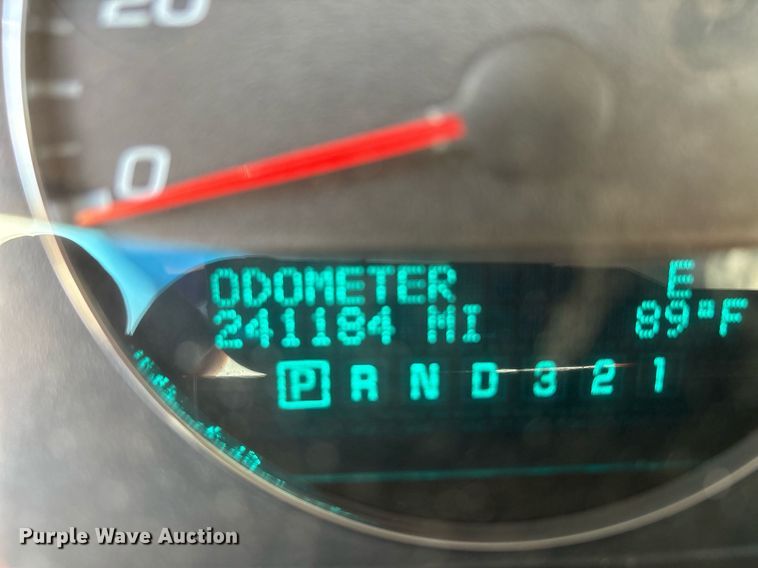 20
0
ODOMETER E
241184 MI 89°F
P R N D 3 2 1
Purple Wave Auction